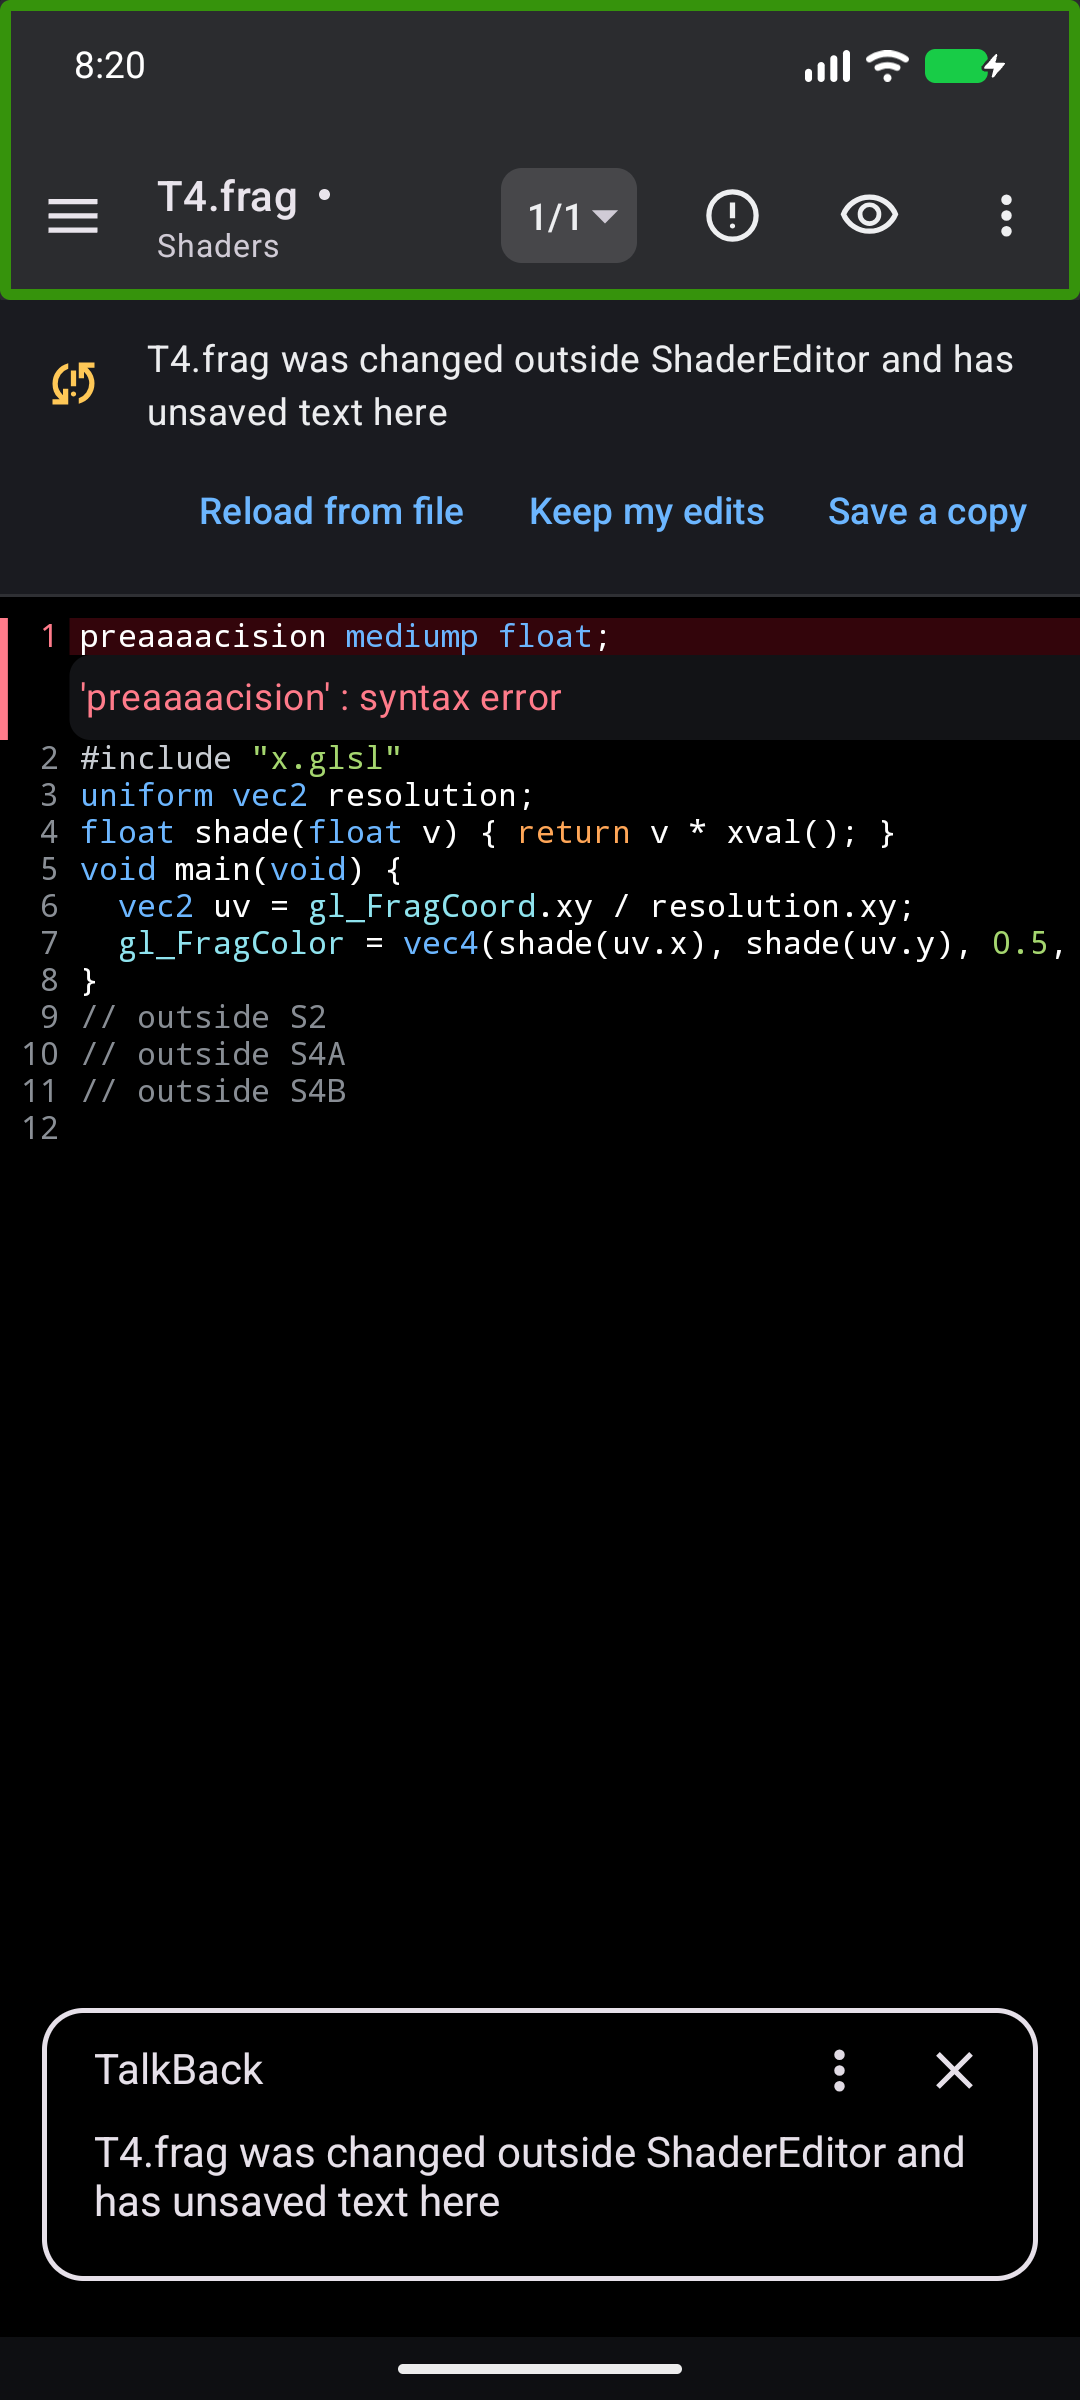 8:20
T4.frag •
Shaders
1/1
T4.frag was changed outside ShaderEditor and has
unsaved text here
Reload from file
Keep my edits
Save a copy
1 preaaaacision mediump float;
'preaaaacision' : syntax error
2 #include "x.glsl"
3 uniform vec2 resolution;
4 float shade(float v) { return v * xval(); }
5 void main(void) {
6   vec2 uv = gl_FragCoord.xy / resolution.xy;
7   gl_FragColor = vec4(shade(uv.x), shade(uv.y), 0.5,
8 }
9 // outside S2
10 // outside S4A
11 // outside S4B
12
TalkBack
T4.frag was changed outside ShaderEditor and
has unsaved text here